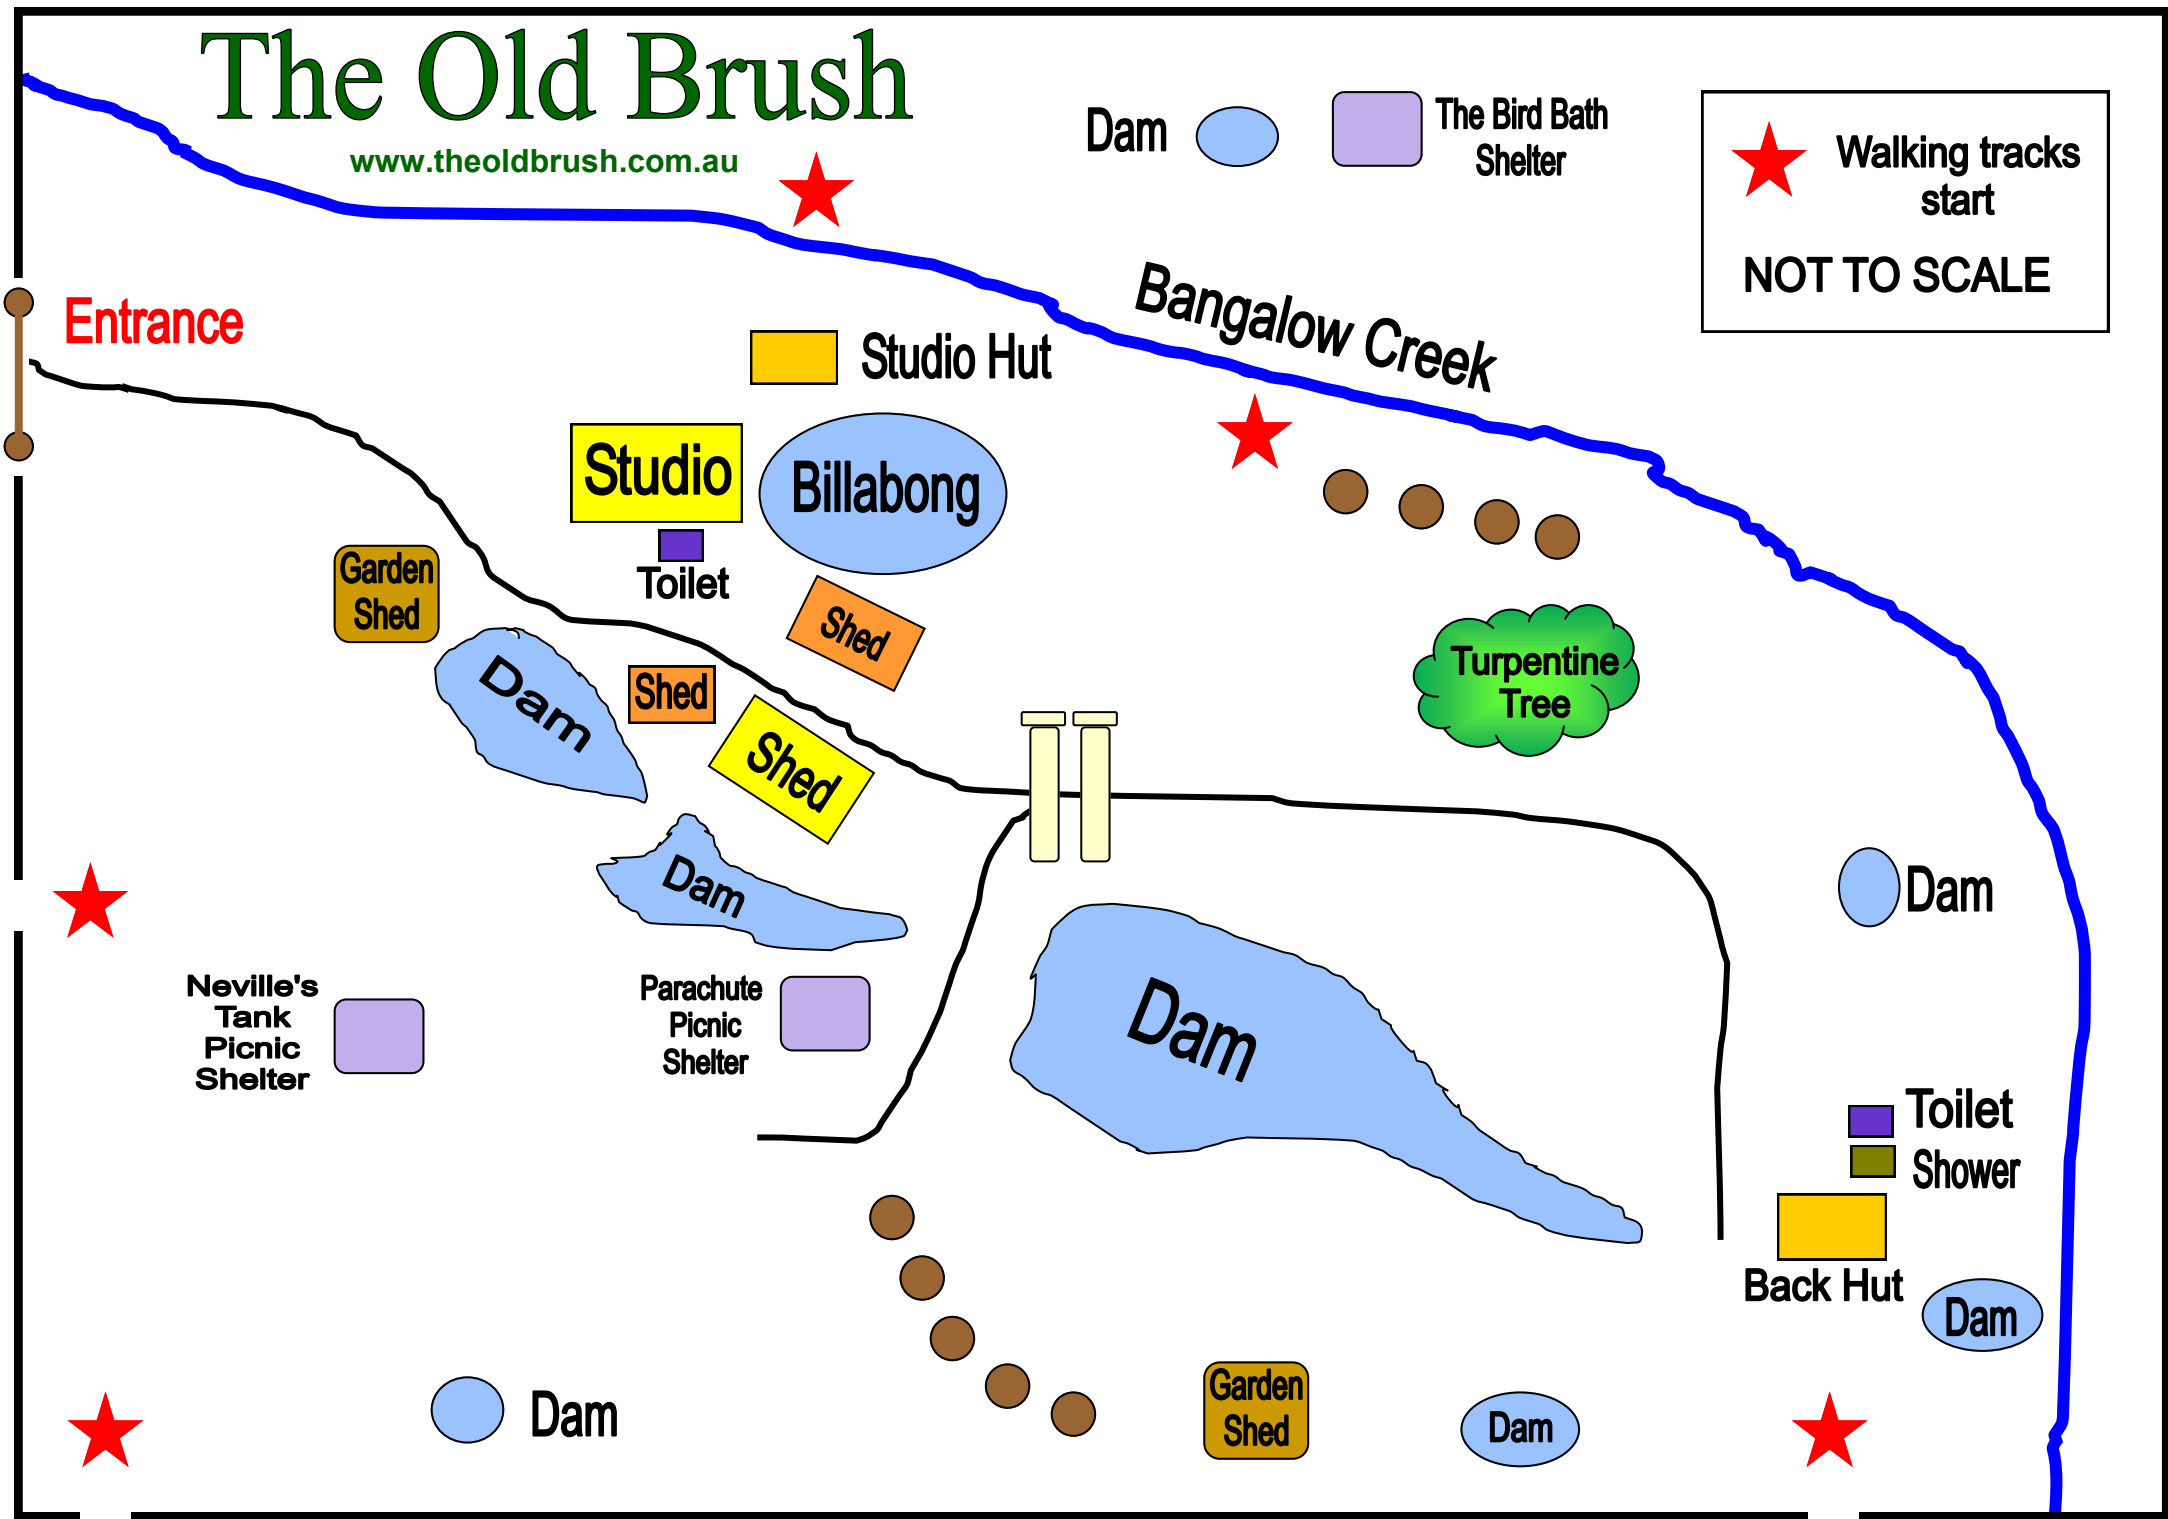 The Old Brush
www.theoldbrush.com.au
Dam
The Bird Bath
Shelter
Walking tracks
start
NOT TO SCALE
Entrance
Bangalow Creek
Studio Hut
Studio
Billabong
Toilet
Garden
Shed
Shed
Turpentine
Tree
Dam
Shed
Shed
Dam
Dam
Neville's
Tank
Picnic
Shelter
Parachute
Picnic
Shelter
Dam
Toilet
Shower
Back Hut
Dam
Dam
Garden
Shed
Dam